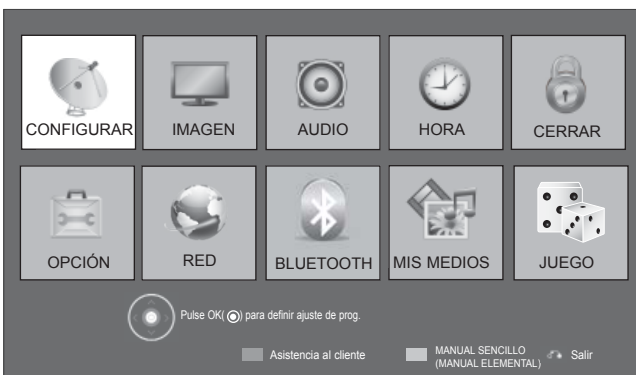 CONFIGURAR IMAGEN AUDIO HORA CERRAR
OPCIÓN RED BLUETOOTH MIS MEDIOS JUEGO
Pulse OK( ) para definir ajuste de prog.
Asistencia al cliente
MANUAL SENCILLO
(MANUAL ELEMENTAL)
Salir